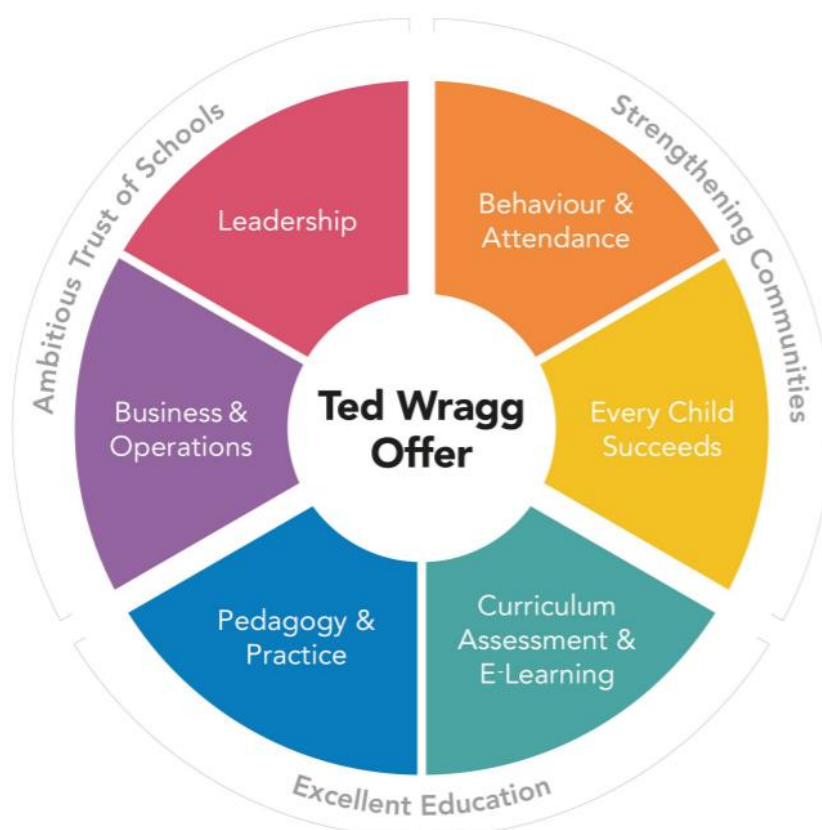 Ambitious Trust of Schools
Strengthening Communities
Leadership
Behaviour &
Attendance
Business &
Operations
Ted Wragg
Offer
Every Child
Succeeds
Pedagogy &
Practice
Curriculum
Assessment &
E-Learning
Excellent Education